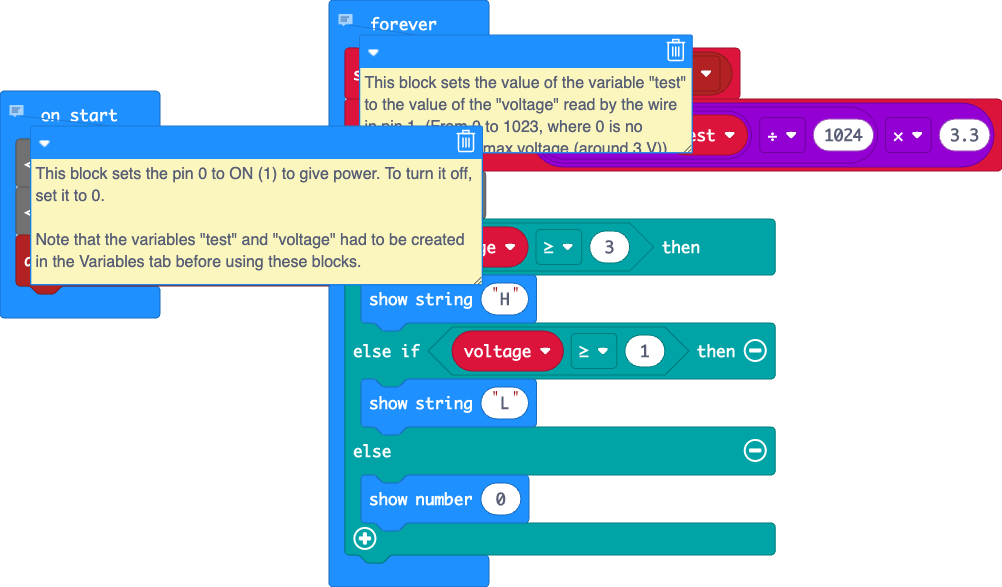 forever
s
This block sets the value of the variable "test"
to the value of the "voltage" read by the wire
in pin 1. (From 0 to 1023, where 0 is no
max voltage (around 3 V))
est ÷ 1024 × 3.3
on start
<
This block sets the pin 0 to ON (1) to give power. To turn it off,
set it to 0.
<
Note that the variables "test" and "voltage" had to be created
in the Variables tab before using these blocks.
ge ≥ 3 then
show string "H"
else if voltage ≥ 1 then
show string "L"
else
show number 0